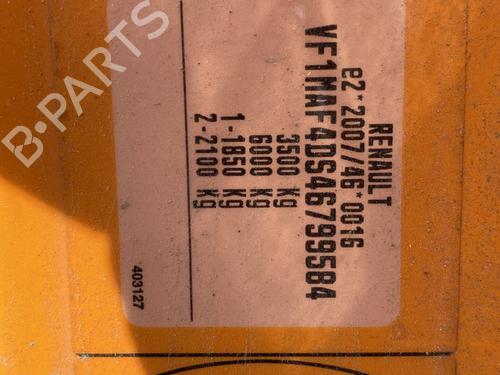 RENAULT
e2*2007/46*0016
VF1MAF4DS46799584
3500 Kg
6000 Kg
1-1850 Kg
2-2100 Kg
403127
B-PARTS